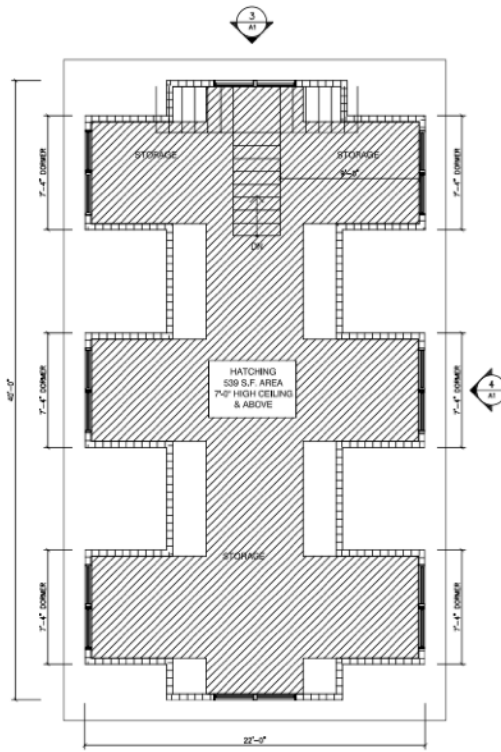 3
A1
7'-4" DORMER
7'-4" DORMER
STORAGE
STORAGE
DN
40'-0"
7'-4" DORMER
7'-4" DORMER
HATCHING
539 S.F. AREA
7'-0" HIGH CEILING
& ABOVE
4
A1
STORAGE
7'-4" DORMER
7'-4" DORMER
22'-0"